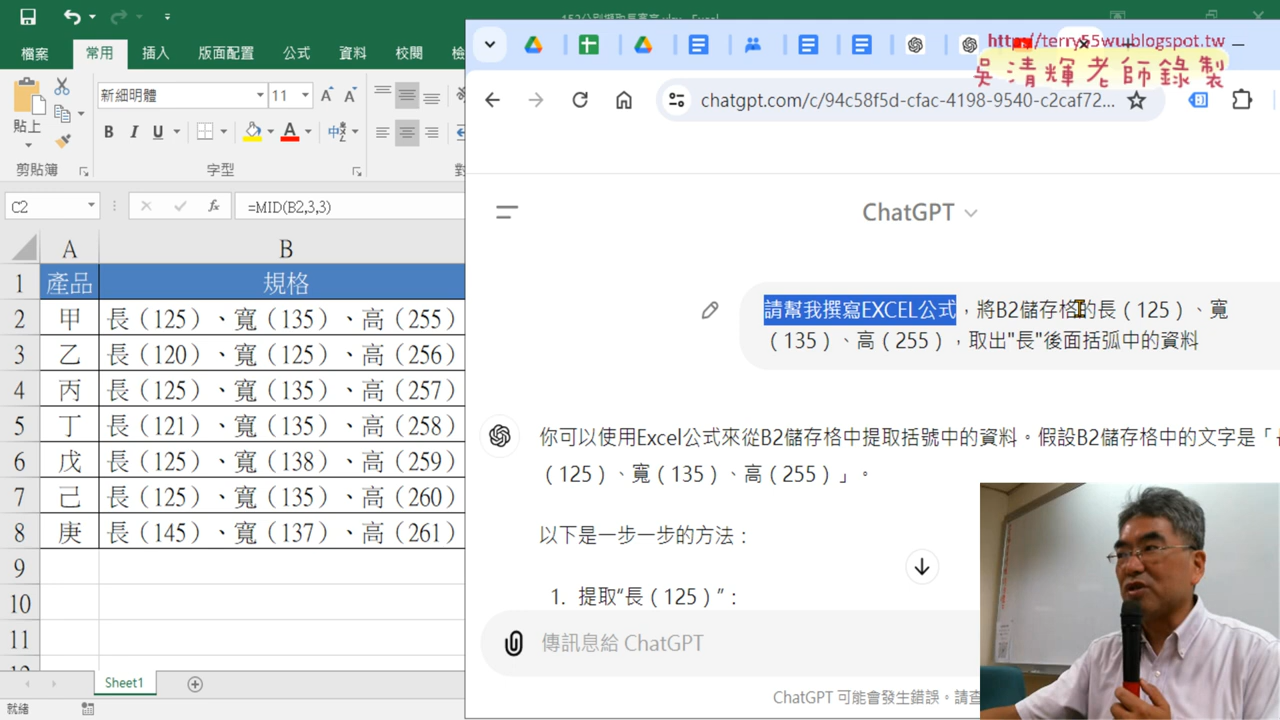 檔案 常用 插入 版面配置 公式 資料 校閱 檢
新細明體 11
貼上
B I U A 中
剪貼簿 字型 對
C2 fx =MID(B2,3,3)
A B
1 產品 規格
2 甲 長（125）、寬（135）、高（255）
3 乙 長（120）、寬（125）、高（256）
4 丙 長（125）、寬（135）、高（257）
5 丁 長（121）、寬（135）、高（258）
6 戊 長（125）、寬（138）、高（259）
7 己 長（125）、寬（135）、高（260）
8 庚 長（145）、寬（137）、高（261）
9
10
11
Sheet1
就緒
http://terry55wu.blogspot.tw
吳清輝老師錄製
chatgpt.com/c/94c58f5d-cfac-4198-9540-c2caf72...
ChatGPT
請幫我撰寫EXCEL公式，將B2儲存格的長（125）、寬
（135）、高（255），取出"長"後面括弧中的資料
你可以使用Excel公式來從B2儲存格中提取括號中的資料。假設B2儲存格中的文字是「長
（125）、寬（135）、高（255）」。
以下是一步一步的方法：
1. 提取“長（125）”：
傳訊息給 ChatGPT
ChatGPT 可能會發生錯誤。請查